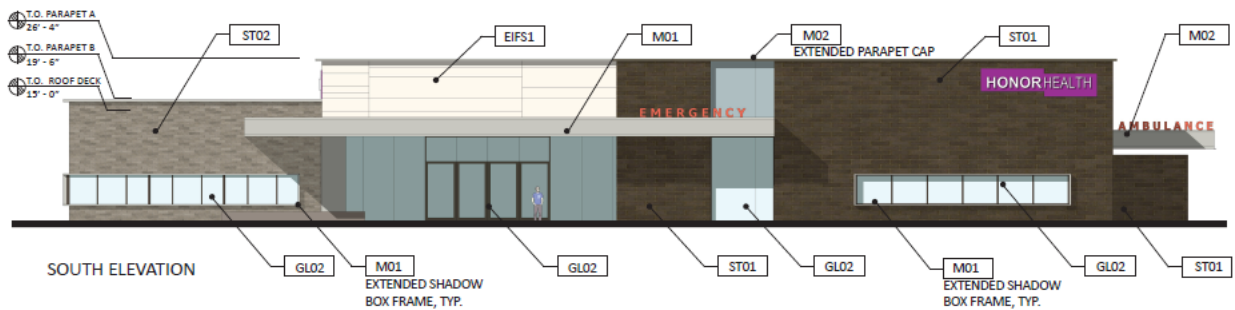 T.O. PARAPET A
26' - 4"
T.O. PARAPET B
19' - 6"
T.O. ROOF DECK
15' - 0"
ST02
EIFS1
M01
M02
EXTENDED PARAPET CAP
ST01
M02
HONORHEALTH
EMERGENCY
AMBULANCE
SOUTH ELEVATION
GL02
M01
EXTENDED SHADOW
BOX FRAME, TYP.
GL02
ST01
GL02
M01
EXTENDED SHADOW
BOX FRAME, TYP.
GL02
ST01